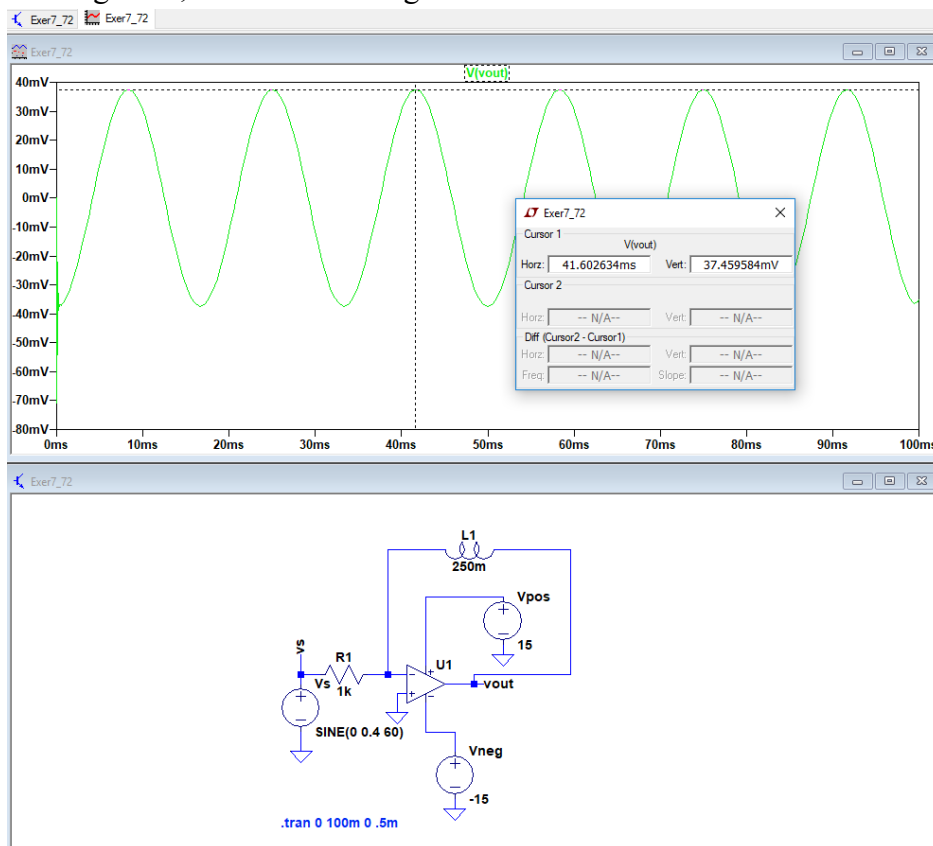 Exer7_72 Exer7_72
Exer7_72
V(vout)
40mV
30mV
20mV
10mV
0mV
-10mV
-20mV
-30mV
-40mV
-50mV
-60mV
-70mV
-80mV
0ms 10ms 20ms 30ms 40ms 50ms 60ms 70ms 80ms 90ms 100ms
Exer7_72
Cursor 1
V(vout)
Horz: 41.602634ms Vert: 37.459584mV
Cursor 2
Horz: -- N/A-- Vert: -- N/A--
Diff (Cursor2 - Cursor1)
Horz: -- N/A-- Vert: -- N/A--
Freq: -- N/A-- Slope: -- N/A--
Exer7_72
L1
250m
Vpos
15
vs
R1
1k
U1
vout
Vs
SINE(0 0.4 60)
Vneg
-15
.tran 0 100m 0 .5m